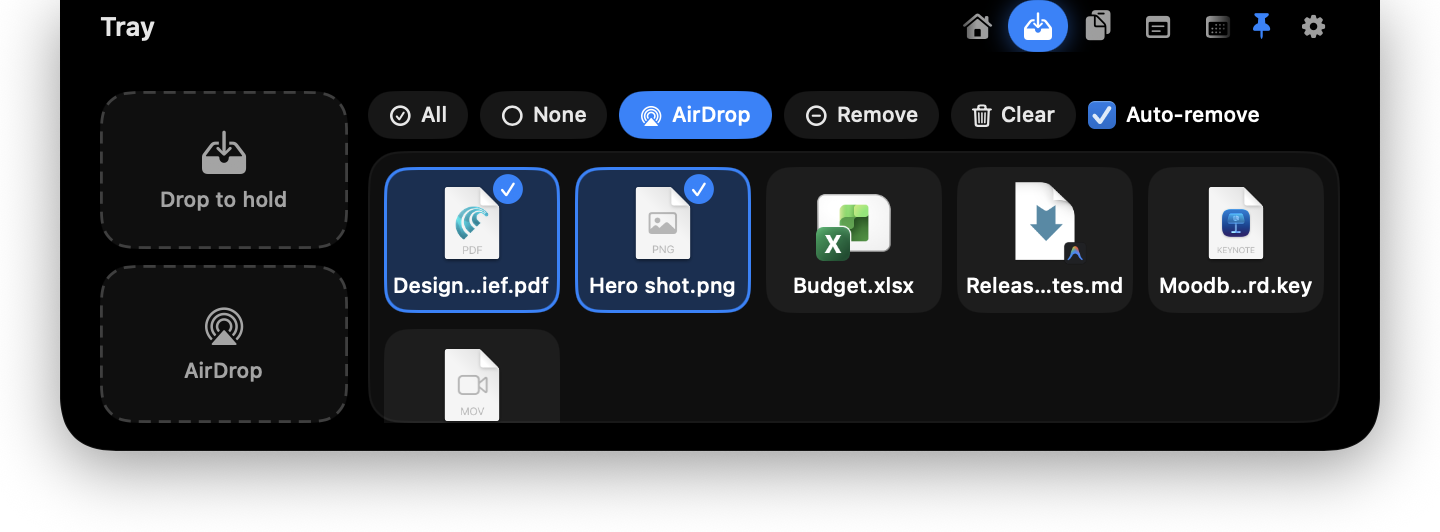 Tray
Drop to hold
AirDrop
All
None
AirDrop
Remove
Clear
Auto-remove
PDF
Design...ief.pdf
PNG
Hero shot.png
X
Budget.xlsx
Releas...tes.md
KEYNOTE
Moodb...rd.key
MOV